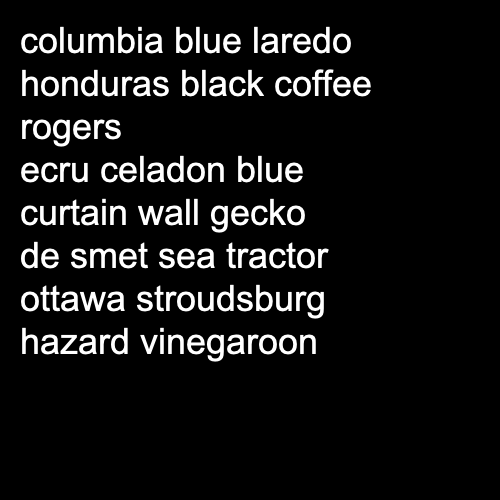 columbia blue laredo
honduras black coffee
rogers
ecru celadon blue
curtain wall gecko
de smet sea tractor
ottawa stroudsburg
hazard vinegaroon